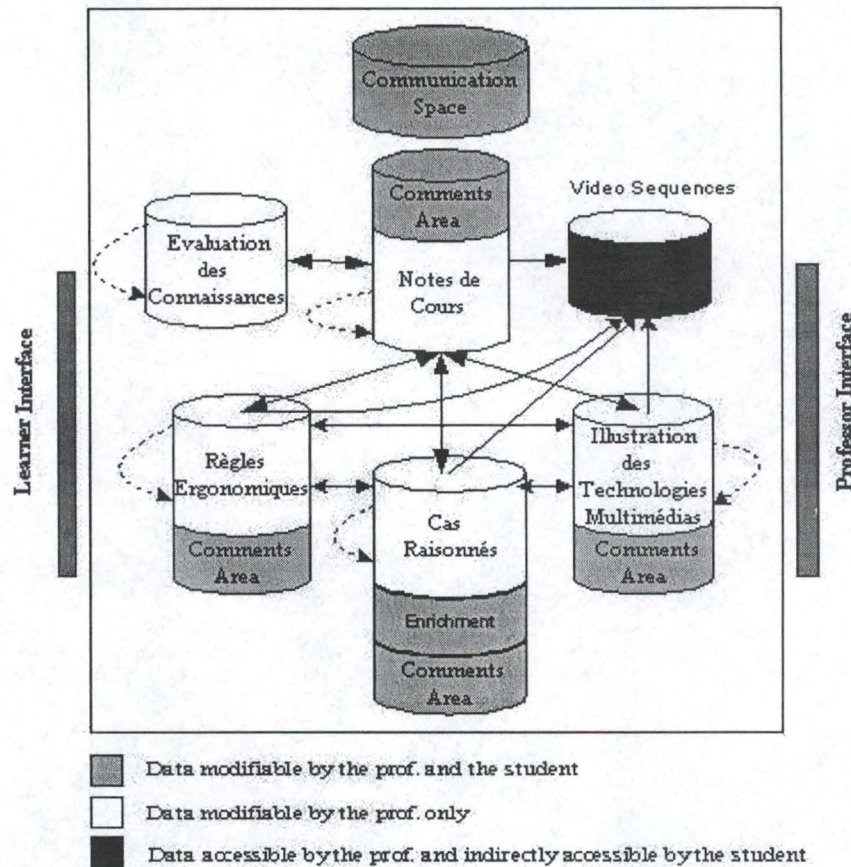 Communication
Space
Comments
Area
Notes de
Cours
Video Sequences
Evaluation
des
Connaissances
Learner Interface
Professor Interface
Règles
Ergonomiques
Comments
Area
Cas
Raisonnés
Enrichment
Comments
Area
Illustration
des
Technologies
Multimédias
Comments
Area
Data modifiable by the prof. and the student
Data modifiable by the prof. only
Data accessible by the prof. and indirectly accessible by the student